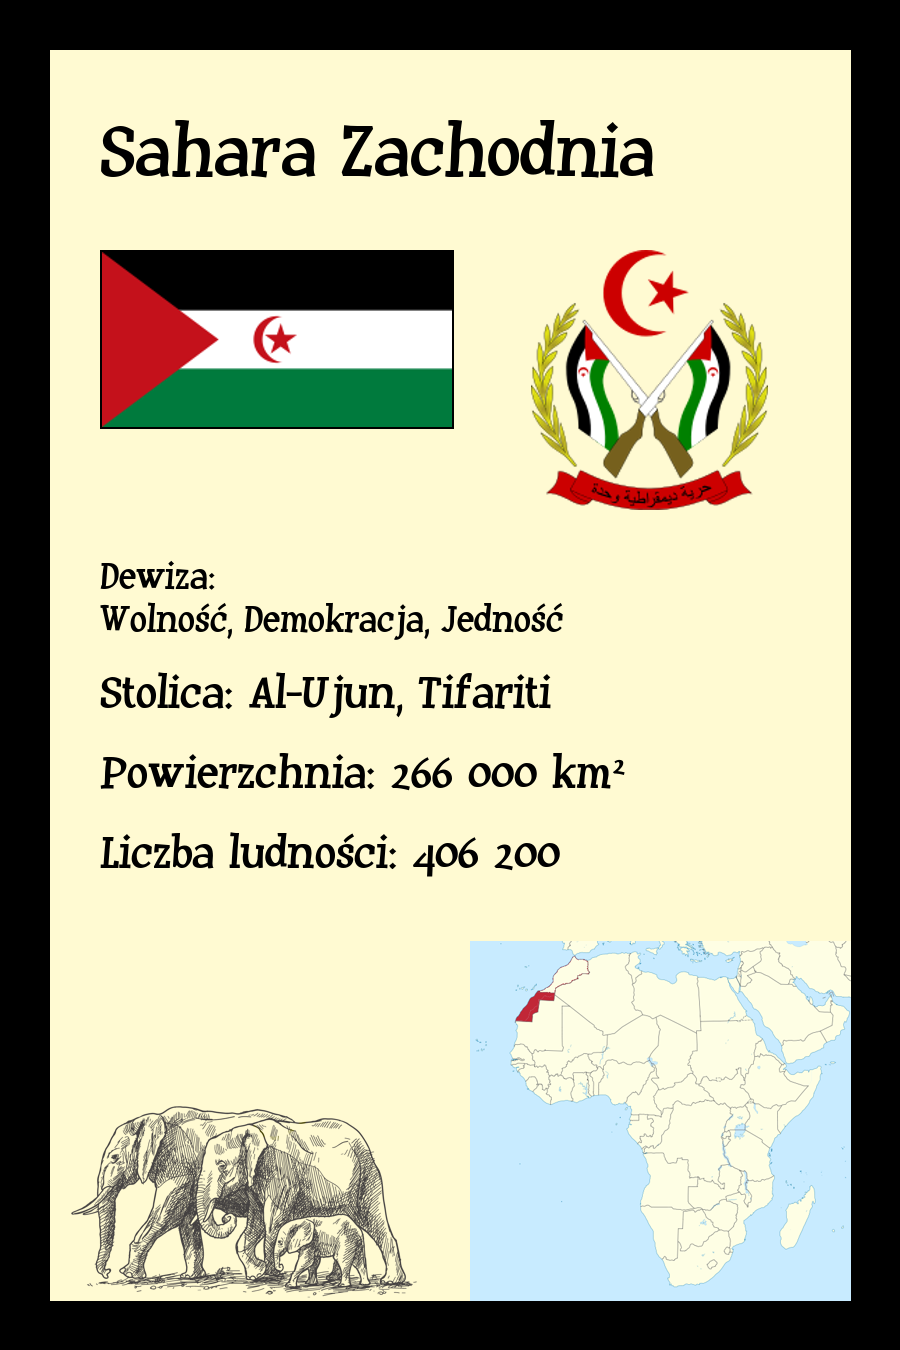 Sahara Zachodnia
حرية ديمقراطية وحدة
Dewiza:
Wolność, Demokracja, Jedność
Stolica: Al-Ujun, Tifariti
Powierzchnia: 266 000 km²
Liczba ludności: 406 200